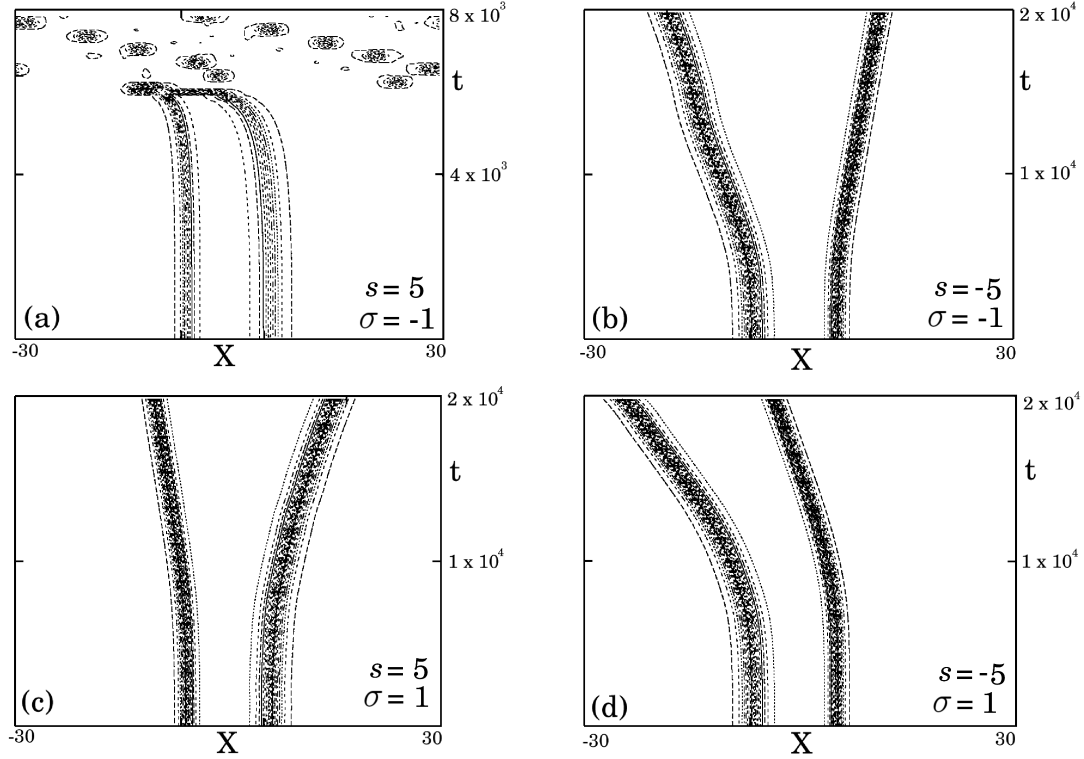 8 x 10³
t
4 x 10³
s = 5
(a) σ = -1
-30 X 30
2 x 10⁴
t
1 x 10⁴
s = -5
(b) σ = -1
-30 X 30
2 x 10⁴
t
1 x 10⁴
s = 5
(c) σ = 1
-30 X 30
2 x 10⁴
t
1 x 10⁴
s = -5
(d) σ = 1
-30 X 30